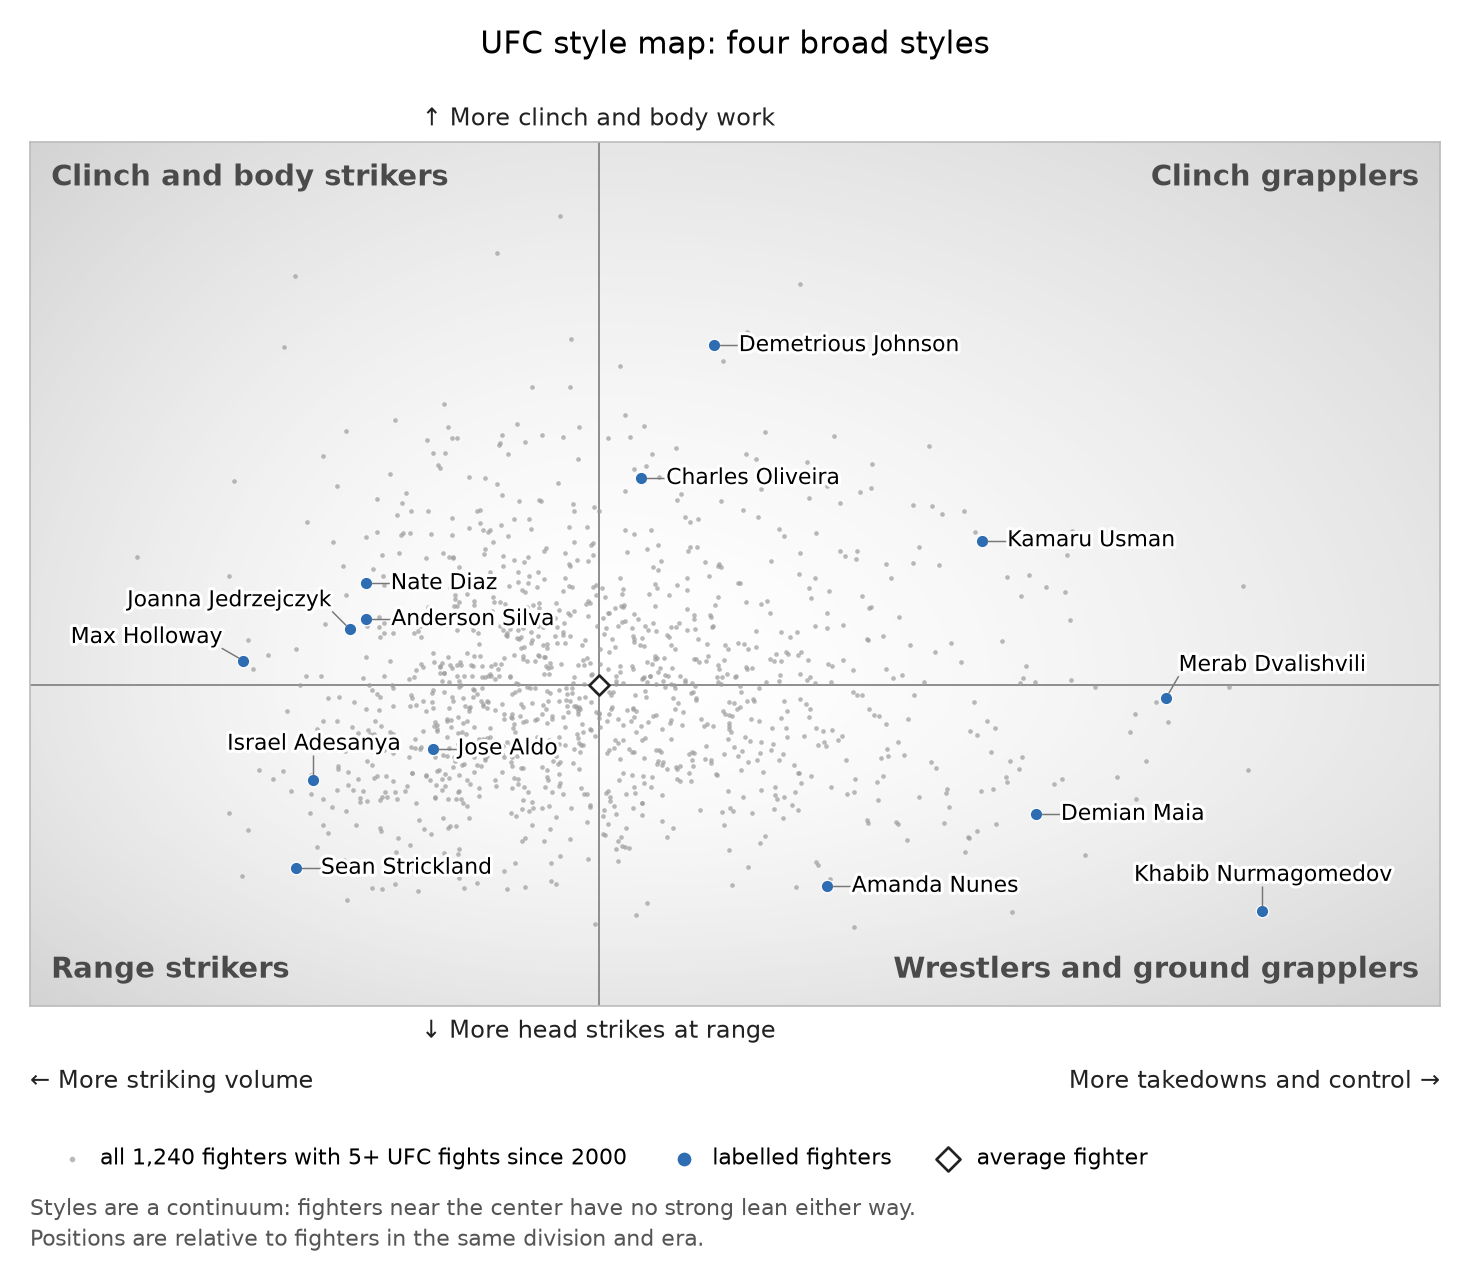 UFC style map: four broad styles
↑ More clinch and body work
Clinch and body strikers
Clinch grapplers
Demetrious Johnson
Charles Oliveira
Kamaru Usman
Nate Diaz
Joanna Jedrzejczyk
Anderson Silva
Max Holloway
Merab Dvalishvili
Israel Adesanya
Jose Aldo
Demian Maia
Sean Strickland
Amanda Nunes
Khabib Nurmagomedov
Range strikers
Wrestlers and ground grapplers
↓ More head strikes at range
← More striking volume
More takedowns and control →
all 1,240 fighters with 5+ UFC fights since 2000
labelled fighters
average fighter
Styles are a continuum: fighters near the center have no strong lean either way.
Positions are relative to fighters in the same division and era.